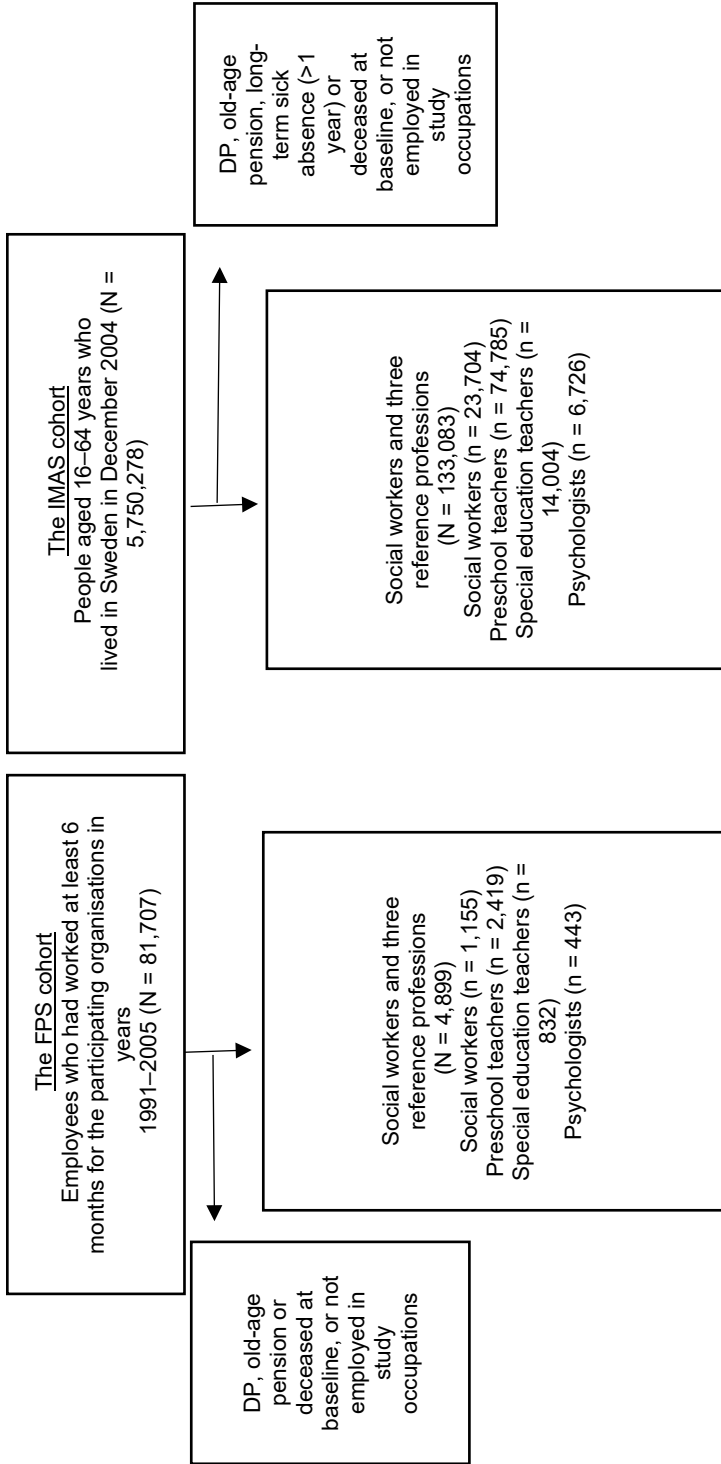 The FPS cohort
Employees who had worked at least 6
months for the participating organisations in
years
1991–2005 (N = 81,707)
The IMAS cohort
People aged 16–64 years who
lived in Sweden in December 2004 (N =
5,750,278)
DP, old-age
pension or
deceased at
baseline, or not
employed in
study
occupations
DP, old-age
pension, long-
term sick
absence (>1
year) or
deceased at
baseline, or not
employed in
study
occupations
Social workers and three
reference professions
(N = 4,899)
Social workers (n = 1,155)
Preschool teachers (n = 2,419)
Special education teachers (n =
832)
Psychologists (n = 443)
Social workers and three
reference professions
(N = 133,083)
Social workers (n = 23,704)
Preschool teachers (n = 74,785)
Special education teachers (n =
14,004)
Psychologists (n = 6,726)